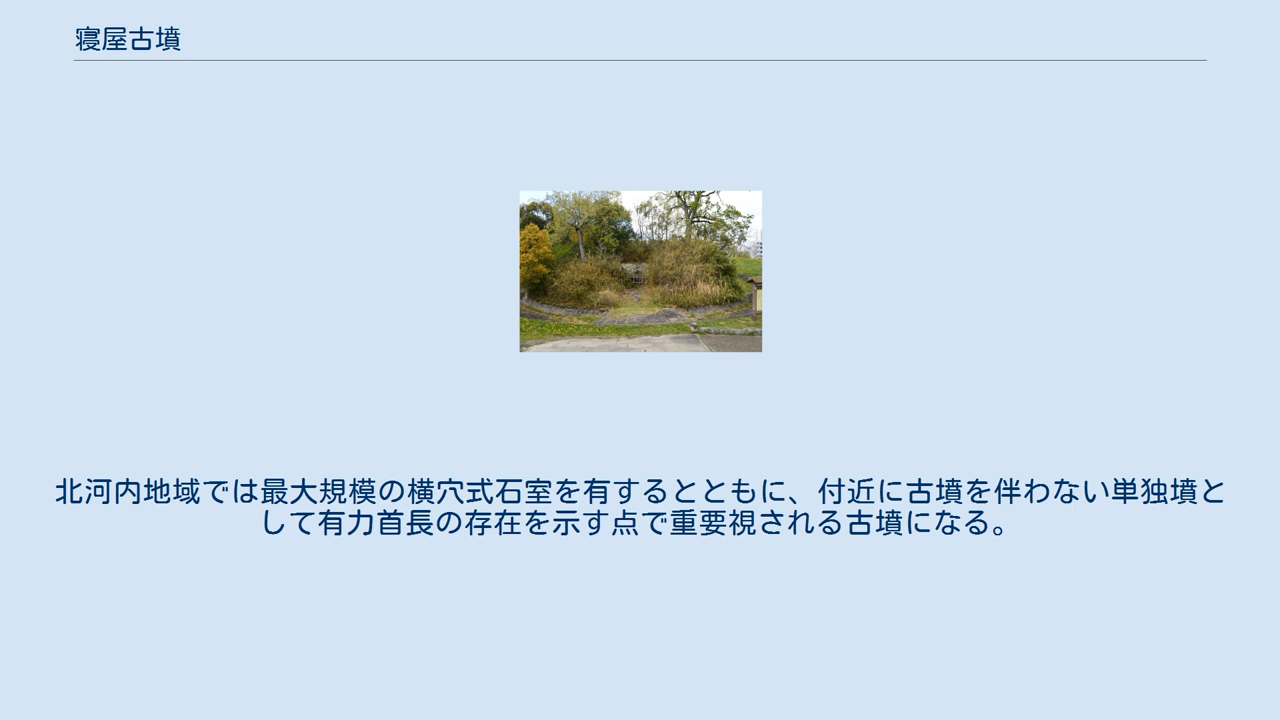 寝屋古墳
北河内地域では最大規模の横穴式石室を有するとともに、付近に古墳を伴わない単独墳と
して有力首長の存在を示す点で重要視される古墳になる。